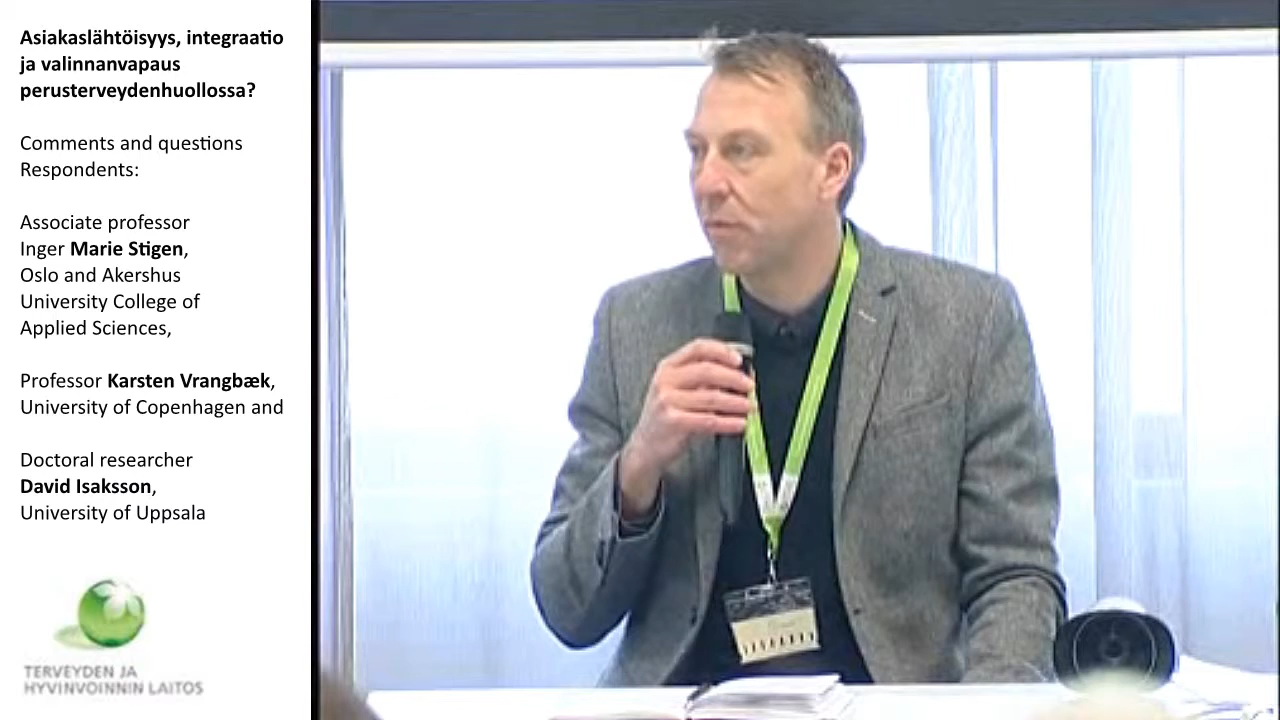 Asiakaslähtöisyys, integraatio
ja valinnanvapaus
perusterveydenhuollossa?
Comments and questions
Respondents:
Associate professor
Inger Marie Stigen,
Oslo and Akershus
University College of
Applied Sciences,
Professor Karsten Vrangbæk,
University of Copenhagen and
Doctoral researcher
David Isaksson,
University of Uppsala
TERVEYDEN JA
HYVINVOINNIN LAITOS